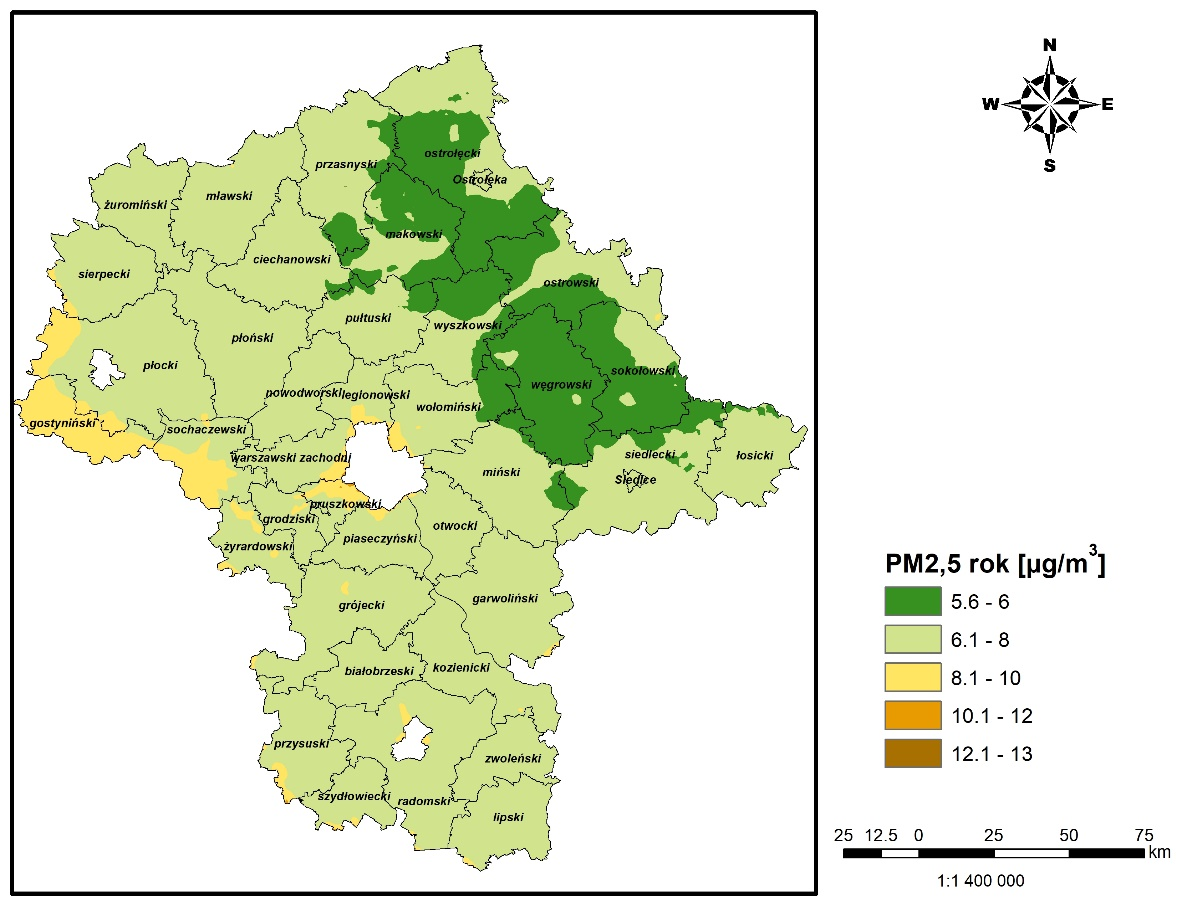 N
W E
S
ostrołęcki
przasnyski
Ostrołęka
mławski
żuromiński
makowski
ciechanowski
sierpecki
ostrowski
pułtuski
wyszkowski
płoński
płocki
sokołowski
węgrowski
nowodworski
legionowski
wołomiński
gostyniński
sochaczewski
siedlecki
łosicki
warszawski zachodni
miński
Siedlce
pruszkowski
grodziski
otwocki
piaseczyński
żyrardowski
garwoliński
grójecki
kozienicki
białobrzeski
przysuski
zwoleński
szydłowiecki
radomski
lipski
PM2,5 rok [µg/m³]
5.6 - 6
6.1 - 8
8.1 - 10
10.1 - 12
12.1 - 13
25 12.5 0 25 50 75
km
1:1 400 000